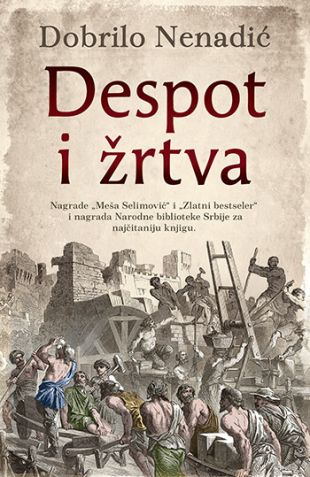 Dobrilo Nenadić
Despot
i žrtva
Nagrade „Meša Selimović“ i „Zlatni bestseler“
i nagrada Narodne biblioteke Srbije za
najčitaniju knjigu.